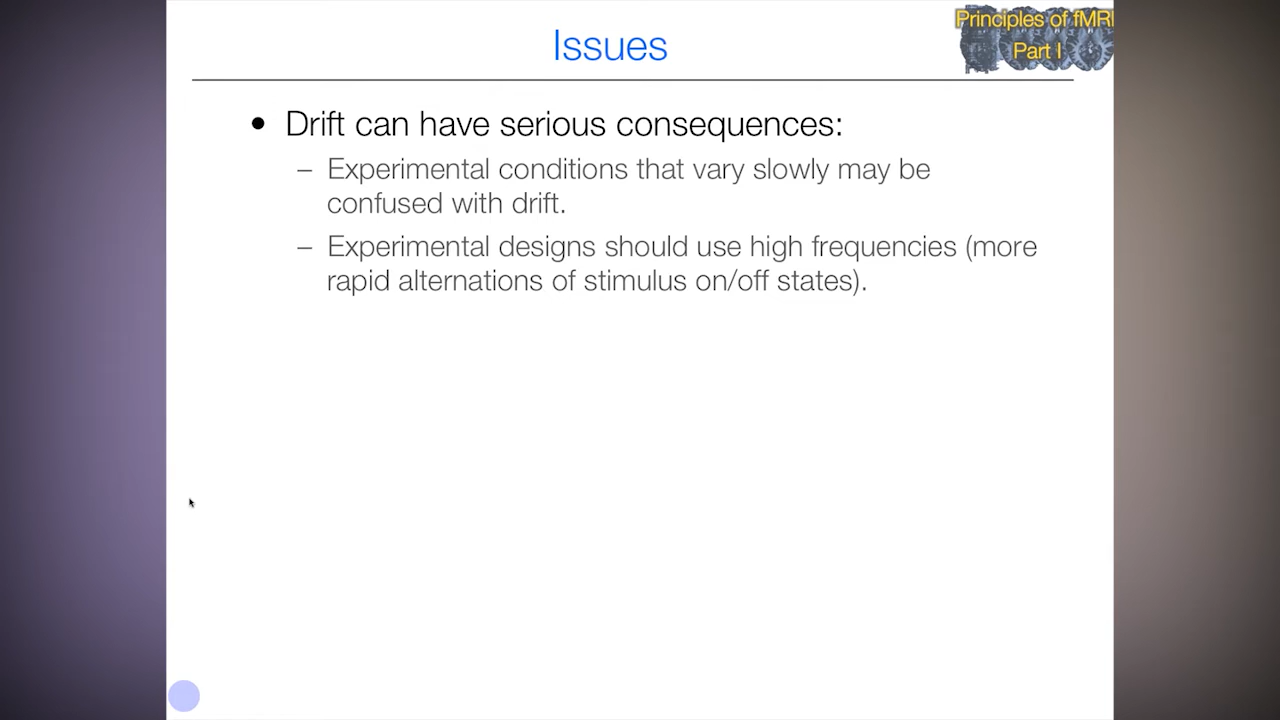 Principles of fMRI
Part I
Issues
• Drift can have serious consequences:
– Experimental conditions that vary slowly may be
confused with drift.
– Experimental designs should use high frequencies (more
rapid alternations of stimulus on/off states).